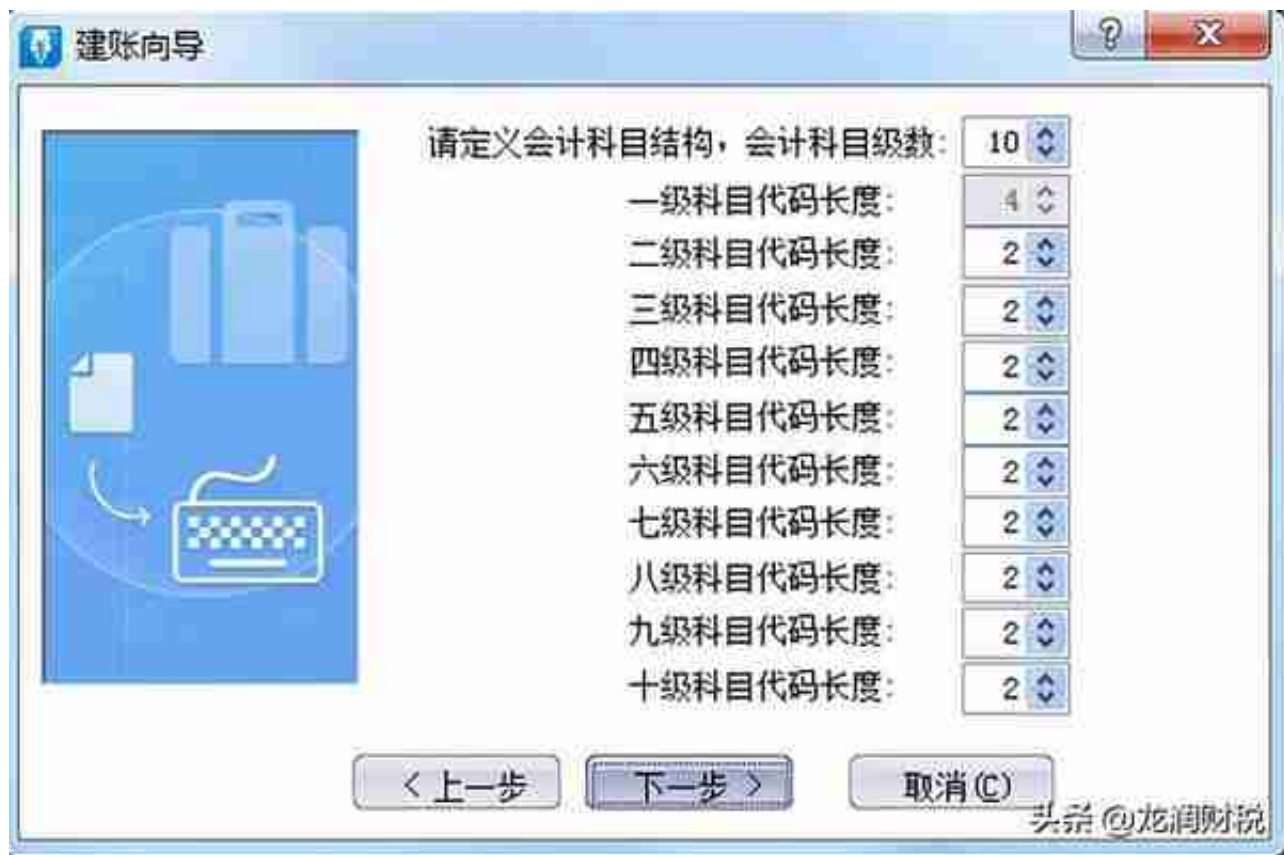 建账向导
请定义会计科目结构，会计科目级数： 10
一级科目代码长度： 4
二级科目代码长度： 2
三级科目代码长度： 2
四级科目代码长度： 2
五级科目代码长度： 2
六级科目代码长度： 2
七级科目代码长度： 2
八级科目代码长度： 2
九级科目代码长度： 2
十级科目代码长度： 2
<上一步 下一步> 取消(C)
头条 @龙润财税